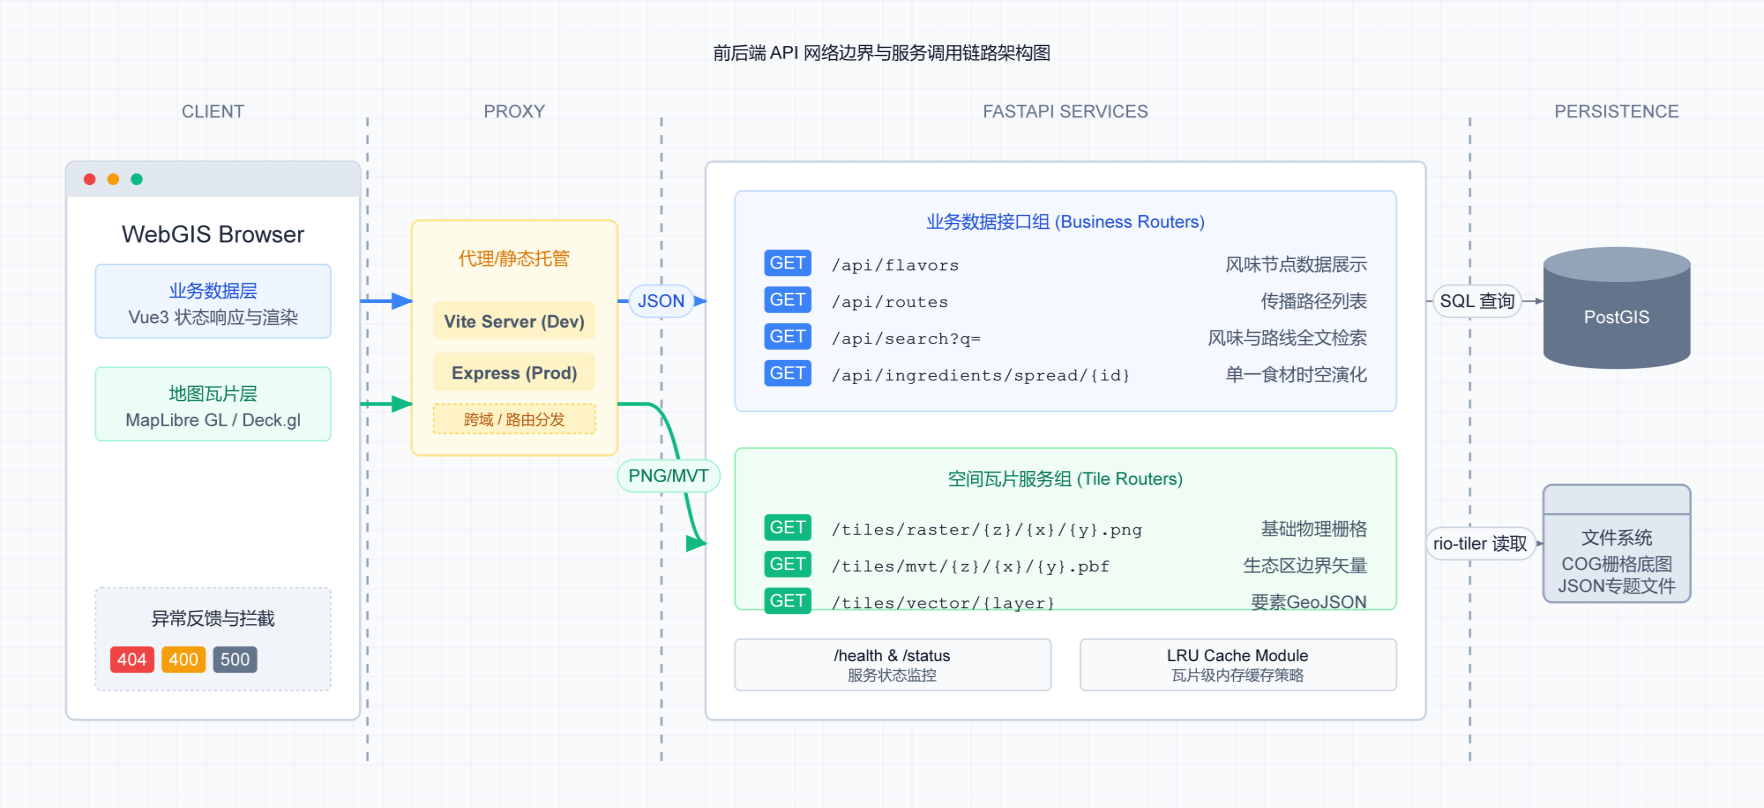 前后端 API 网络边界与服务调用链路架构图
CLIENT
PROXY
FASTAPI SERVICES
PERSISTENCE
WebGIS Browser
业务数据层
Vue3 状态响应与渲染
地图瓦片层
MapLibre GL / Deck.gl
异常反馈与拦截
404 400 500
代理/静态托管
Vite Server (Dev)
Express (Prod)
跨域 / 路由分发
JSON
PNG/MVT
业务数据接口组 (Business Routers)
GET /api/flavors 风味节点数据展示
GET /api/routes 传播路径列表
GET /api/search?q= 风味与路线全文检索
GET /api/ingredients/spread/{id} 单一食材时空演化
空间瓦片服务组 (Tile Routers)
GET /tiles/raster/{z}/{x}/{y}.png 基础物理栅格
GET /tiles/mvt/{z}/{x}/{y}.pbf 生态区边界矢量
GET /tiles/vector/{layer} 要素GeoJSON
/health & /status
服务状态监控
LRU Cache Module
瓦片级内存缓存策略
SQL 查询
PostGIS
rio-tiler 读取
文件系统
COG栅格底图
JSON专题文件